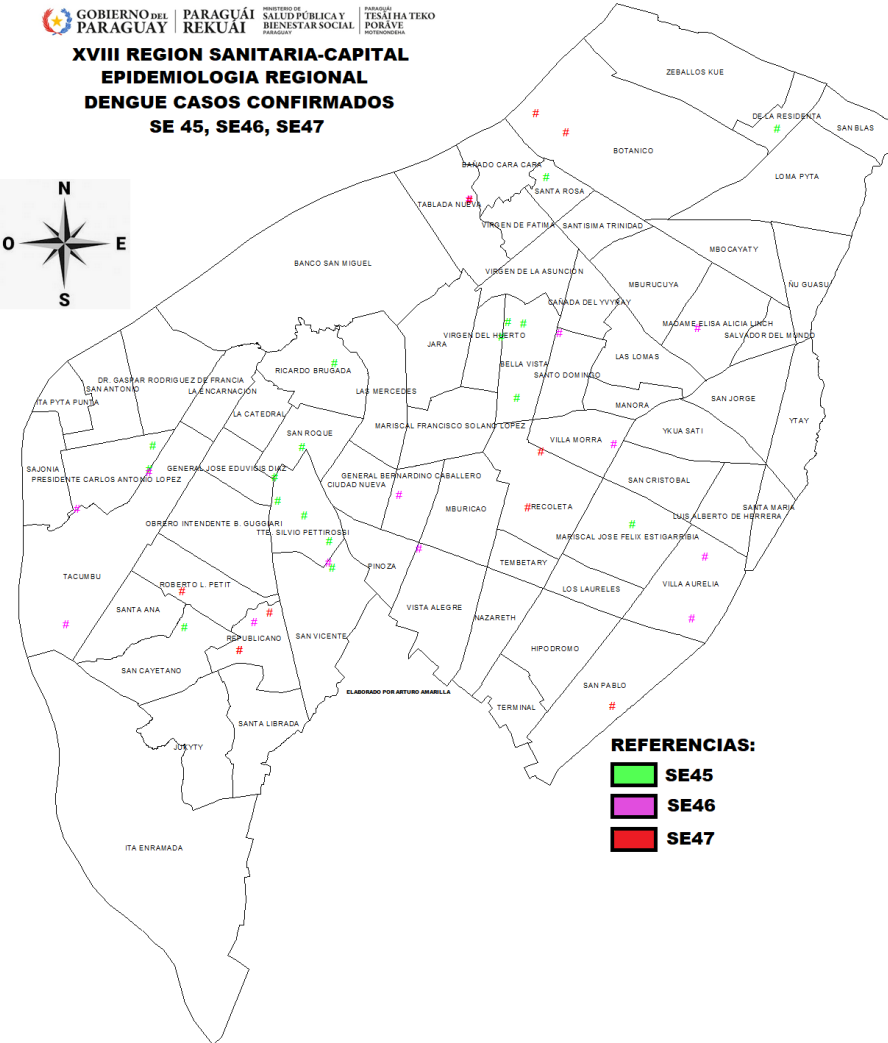 GOBIERNO DEL PARAGUAY
PARAGUÁI REKUÁI
MINISTERIO DE SALUD PÚBLICA Y BIENESTAR SOCIAL PARAGUAY
PARAGUÁI TESÃI HA TEKO PORÃVE MOTENONDEHA
XVIII REGION SANITARIA-CAPITAL
EPIDEMIOLOGIA REGIONAL
DENGUE CASOS CONFIRMADOS
SE 45, SE46, SE47
N
O
E
S
ZEBALLOS KUE
DE LA RESIDENTA
SAN BLAS
BOTANICO
BAÑADO CARA CARA
LOMA PYTA
SANTA ROSA
TABLADA NUEVA
VIRGEN DE FATIMA
SANTISIMA TRINIDAD
MBOCAYATY
BANCO SAN MIGUEL
VIRGEN DE LA ASUNCION
MBURUCUYA
ÑU GUASU
CAÑADA DEL YVYRAY
MADAME ELISA ALICIA LINCH
VIRGEN DEL HUERTO
SALVADOR DEL MUNDO
JARA
LAS LOMAS
BELLA VISTA
RICARDO BRUGADA
SANTO DOMINGO
DR. GASPAR RODRIGUEZ DE FRANCIA
SAN ANTONIO
LA ENCARNACION
LAS MERCEDES
ITA PYTA PUNTA
SAN JORGE
MANORA
LA CATEDRAL
YTAY
MARISCAL FRANCISCO SOLANO LOPEZ
YKUA SATI
SAN ROQUE
VILLA MORRA
SAJONIA
GENERAL JOSE EDUVIGIS DIAZ
GENERAL BERNARDINO CABALLERO
PRESIDENTE CARLOS ANTONIO LOPEZ
CIUDAD NUEVA
SAN CRISTOBAL
MBURICAO
RECOLETA
SANTA MARIA
LUIS ALBERTO DE HERRERA
OBRERO INTENDENTE B. GUGGIARI
TTE. SILVIO PETTIROSSI
MARISCAL JOSE FELIX ESTIGARRIBIA
TEMBETARY
PINOZA
TACUMBU
ROBERTO L. PETIT
LOS LAURELES
VILLA AURELIA
SANTA ANA
VISTA ALEGRE
NAZARETH
REPUBLICANO
SAN VICENTE
HIPODROMO
SAN CAYETANO
SAN PABLO
ELABORADO POR ARTURO AMARILLA
TERMINAL
SANTA LIBRADA
JUKYTY
REFERENCIAS:
SE45
SE46
SE47
ITA ENRAMADA